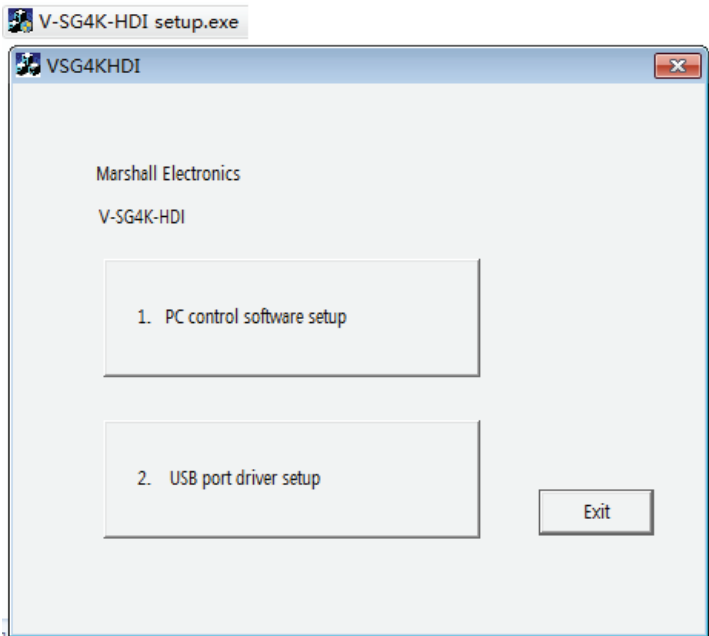 V-SG4K-HDI setup.exe
VSG4KHDI
Marshall Electronics
V-SG4K-HDI
1. PC control software setup
2. USB port driver setup
Exit